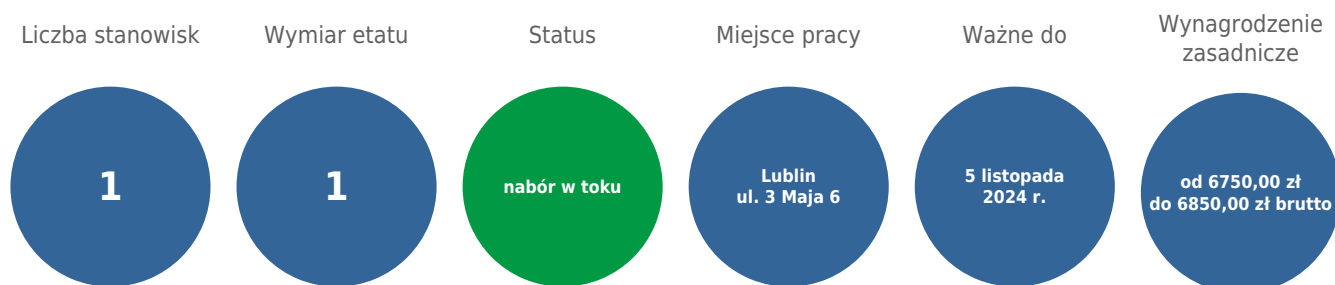 Liczba stanowisk
Wymiar etatu
Status
Miejsce pracy
Ważne do
Wynagrodzenie
zasadnicze
1
1
nabór w toku
Lublin
ul. 3 Maja 6
5 listopada
2024 r.
od 6750,00 zł
do 6850,00 zł brutto